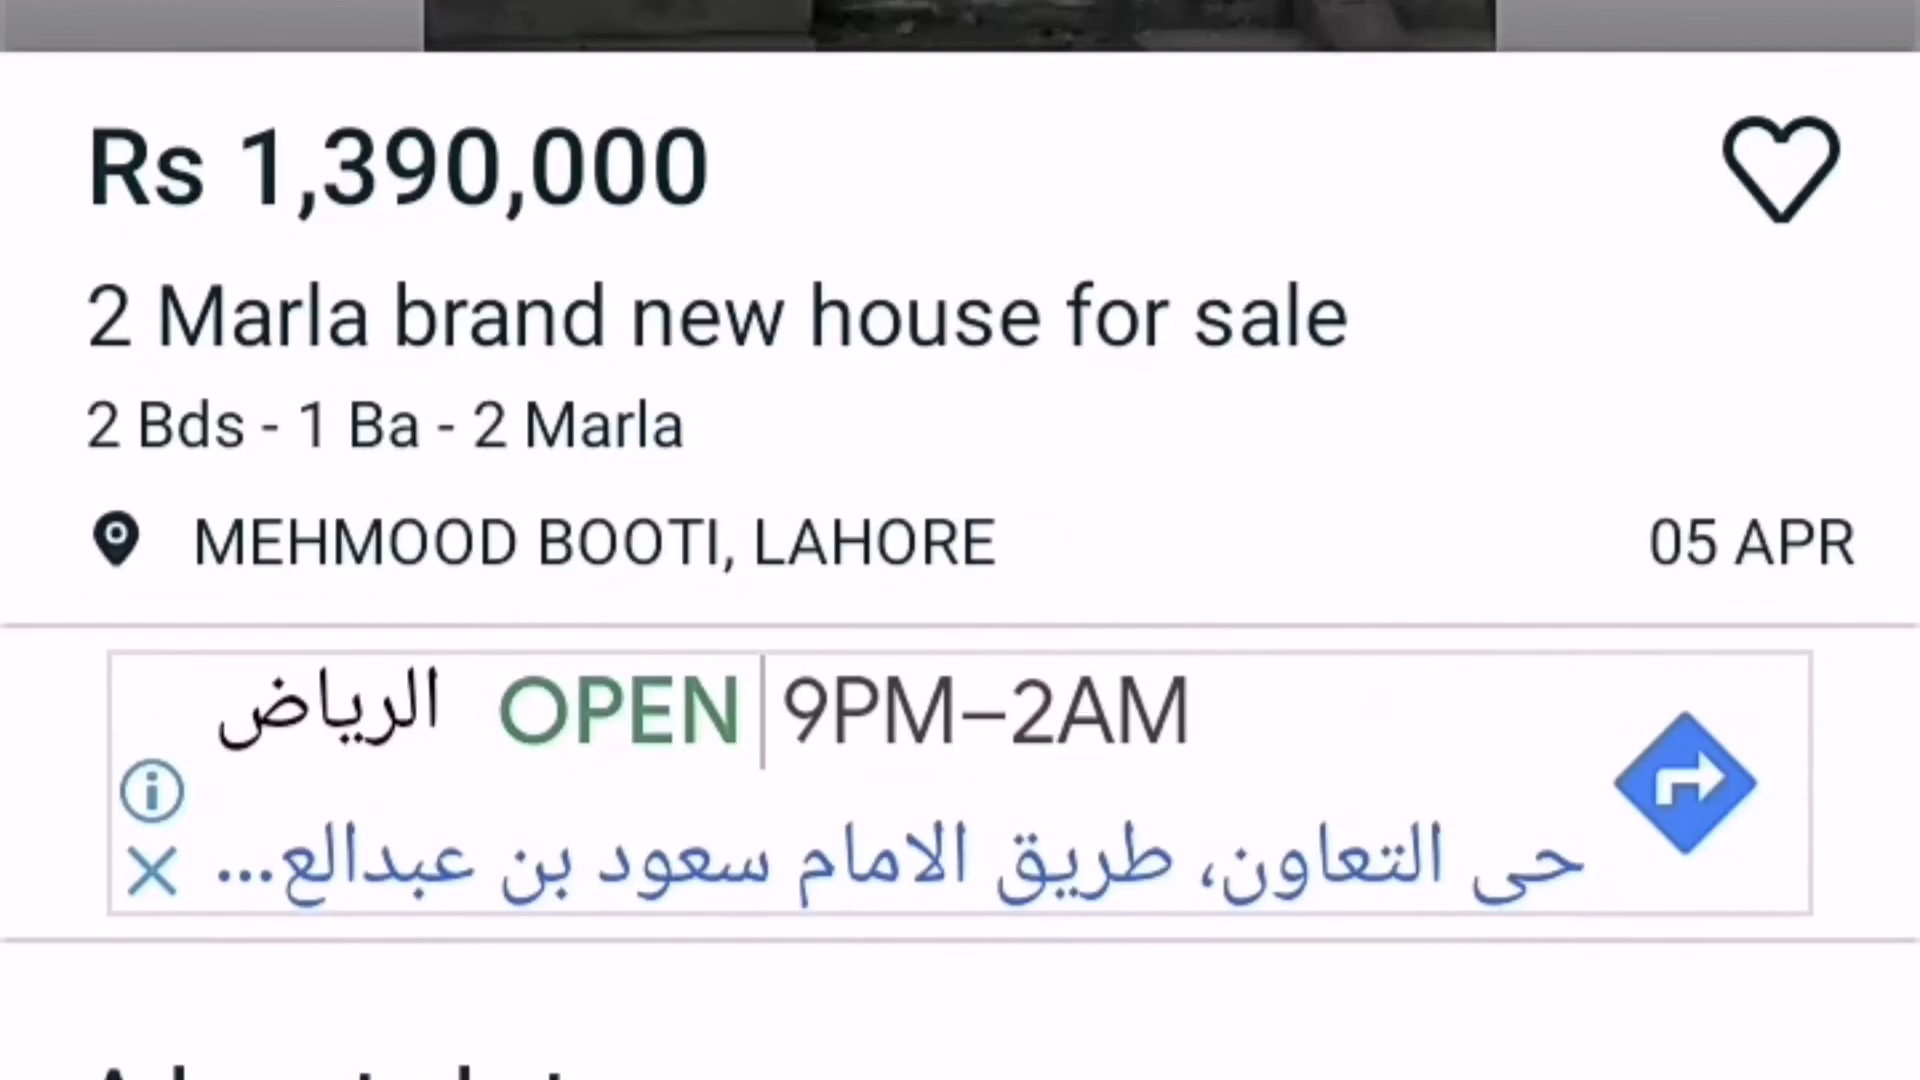 Rs 1,390,000
2 Marla brand new house for sale
2 Bds - 1 Ba - 2 Marla
MEHMOOD BOOTI, LAHORE 05 APR
الرياض OPEN 9PM–2AM
حى التعاون، طريق الامام سعود بن عبدالع...